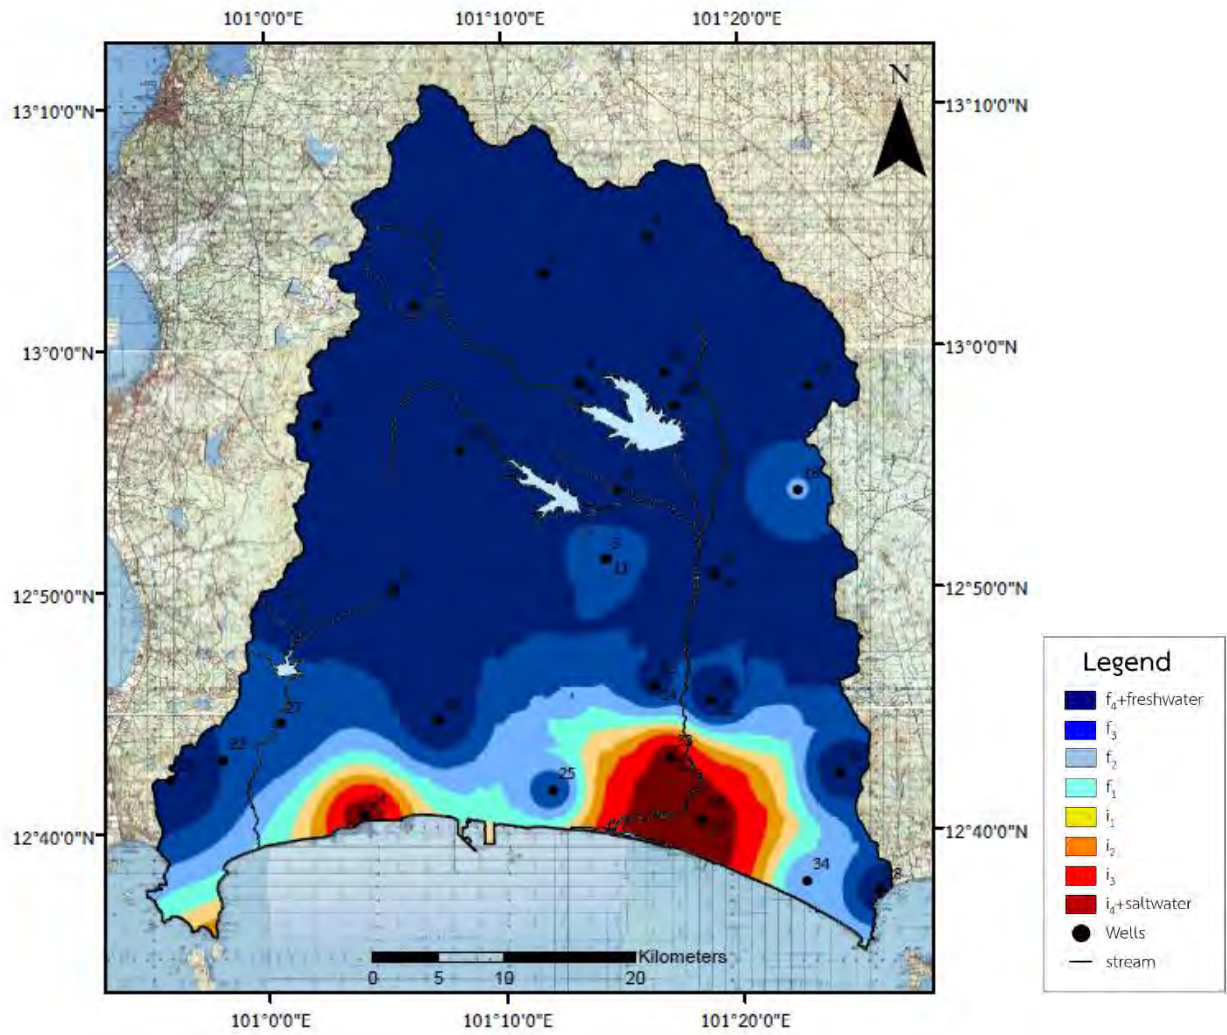 101°0'0"E 101°10'0"E 101°20'0"E
N
13°10'0"N 13°10'0"N
13°0'0"N 13°0'0"N
16
11
12°50'0"N 12°50'0"N
27
22
25
12°40'0"N 12°40'0"N
34
8
Kilometers
0 5 10 20
101°0'0"E 101°10'0"E 101°20'0"E
Legend
f₄+freshwater
f₃
f₂
f₁
i₁
i₂
i₃
i₄+saltwater
Wells
stream